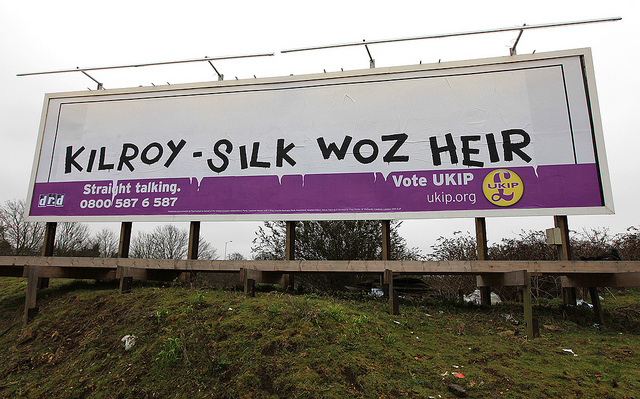 KILROY-SILK WOZ HEIR
Straight talking.
0800 587 6 587
drd
Vote UKIP
ukip.org
UKIP